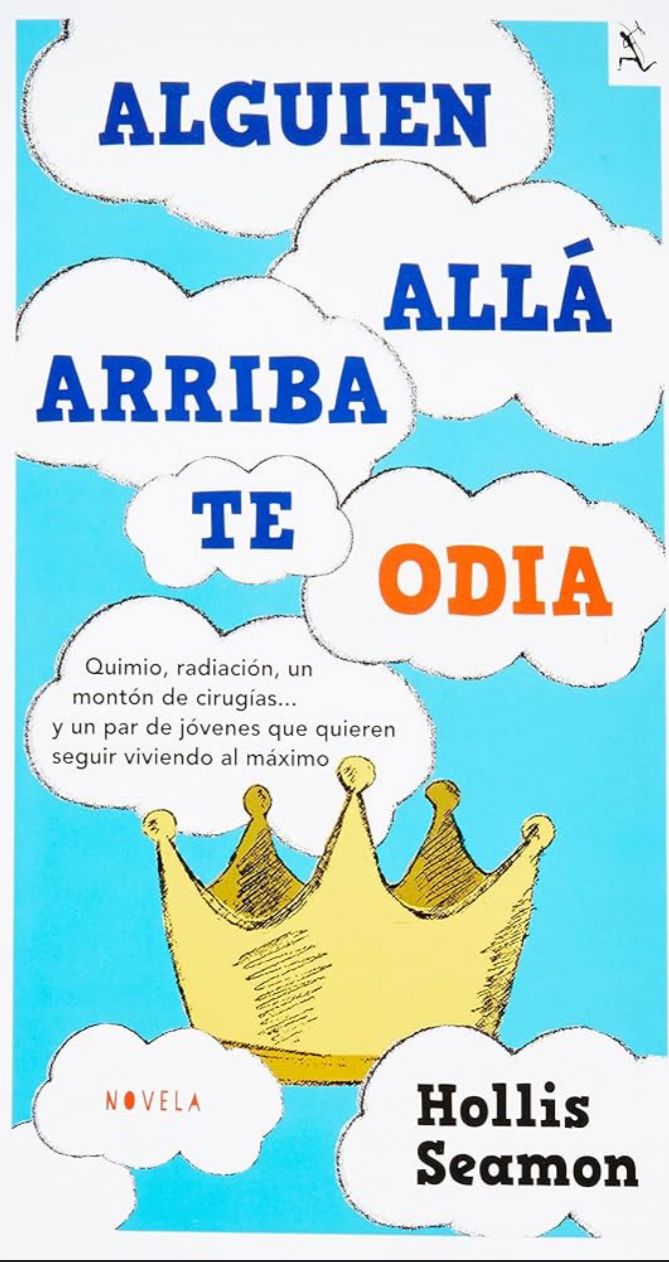 ALGUIEN
ALLÁ
ARRIBA
TE
ODIA
Quimio, radiación, un
montón de cirugías...
y un par de jóvenes que quieren
seguir viviendo al máximo
NOVELA
Hollis
Seamon